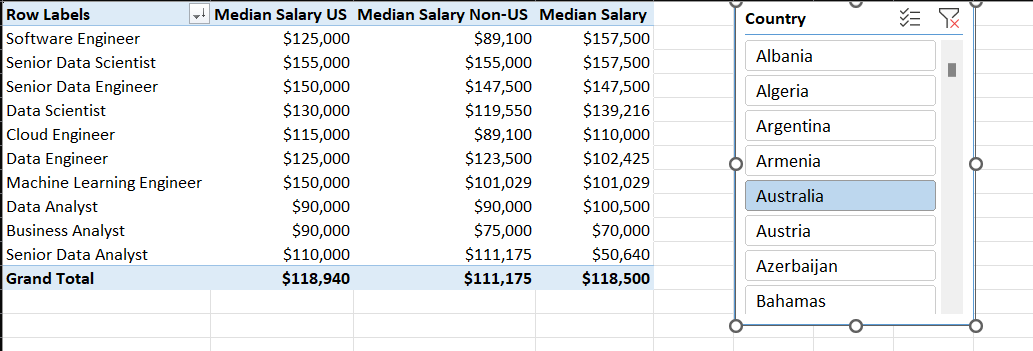 Row Labels Median Salary US Median Salary Non-US Median Salary
Software Engineer $125,000 $89,100 $157,500
Senior Data Scientist $155,000 $155,000 $157,500
Senior Data Engineer $150,000 $147,500 $147,500
Data Scientist $130,000 $119,550 $139,216
Cloud Engineer $115,000 $89,100 $110,000
Data Engineer $125,000 $123,500 $102,425
Machine Learning Engineer $150,000 $101,029 $101,029
Data Analyst $90,000 $90,000 $100,500
Business Analyst $90,000 $75,000 $70,000
Senior Data Analyst $110,000 $111,175 $50,640
Grand Total $118,940 $111,175 $118,500
Country
Albania
Algeria
Argentina
Armenia
Australia
Austria
Azerbaijan
Bahamas